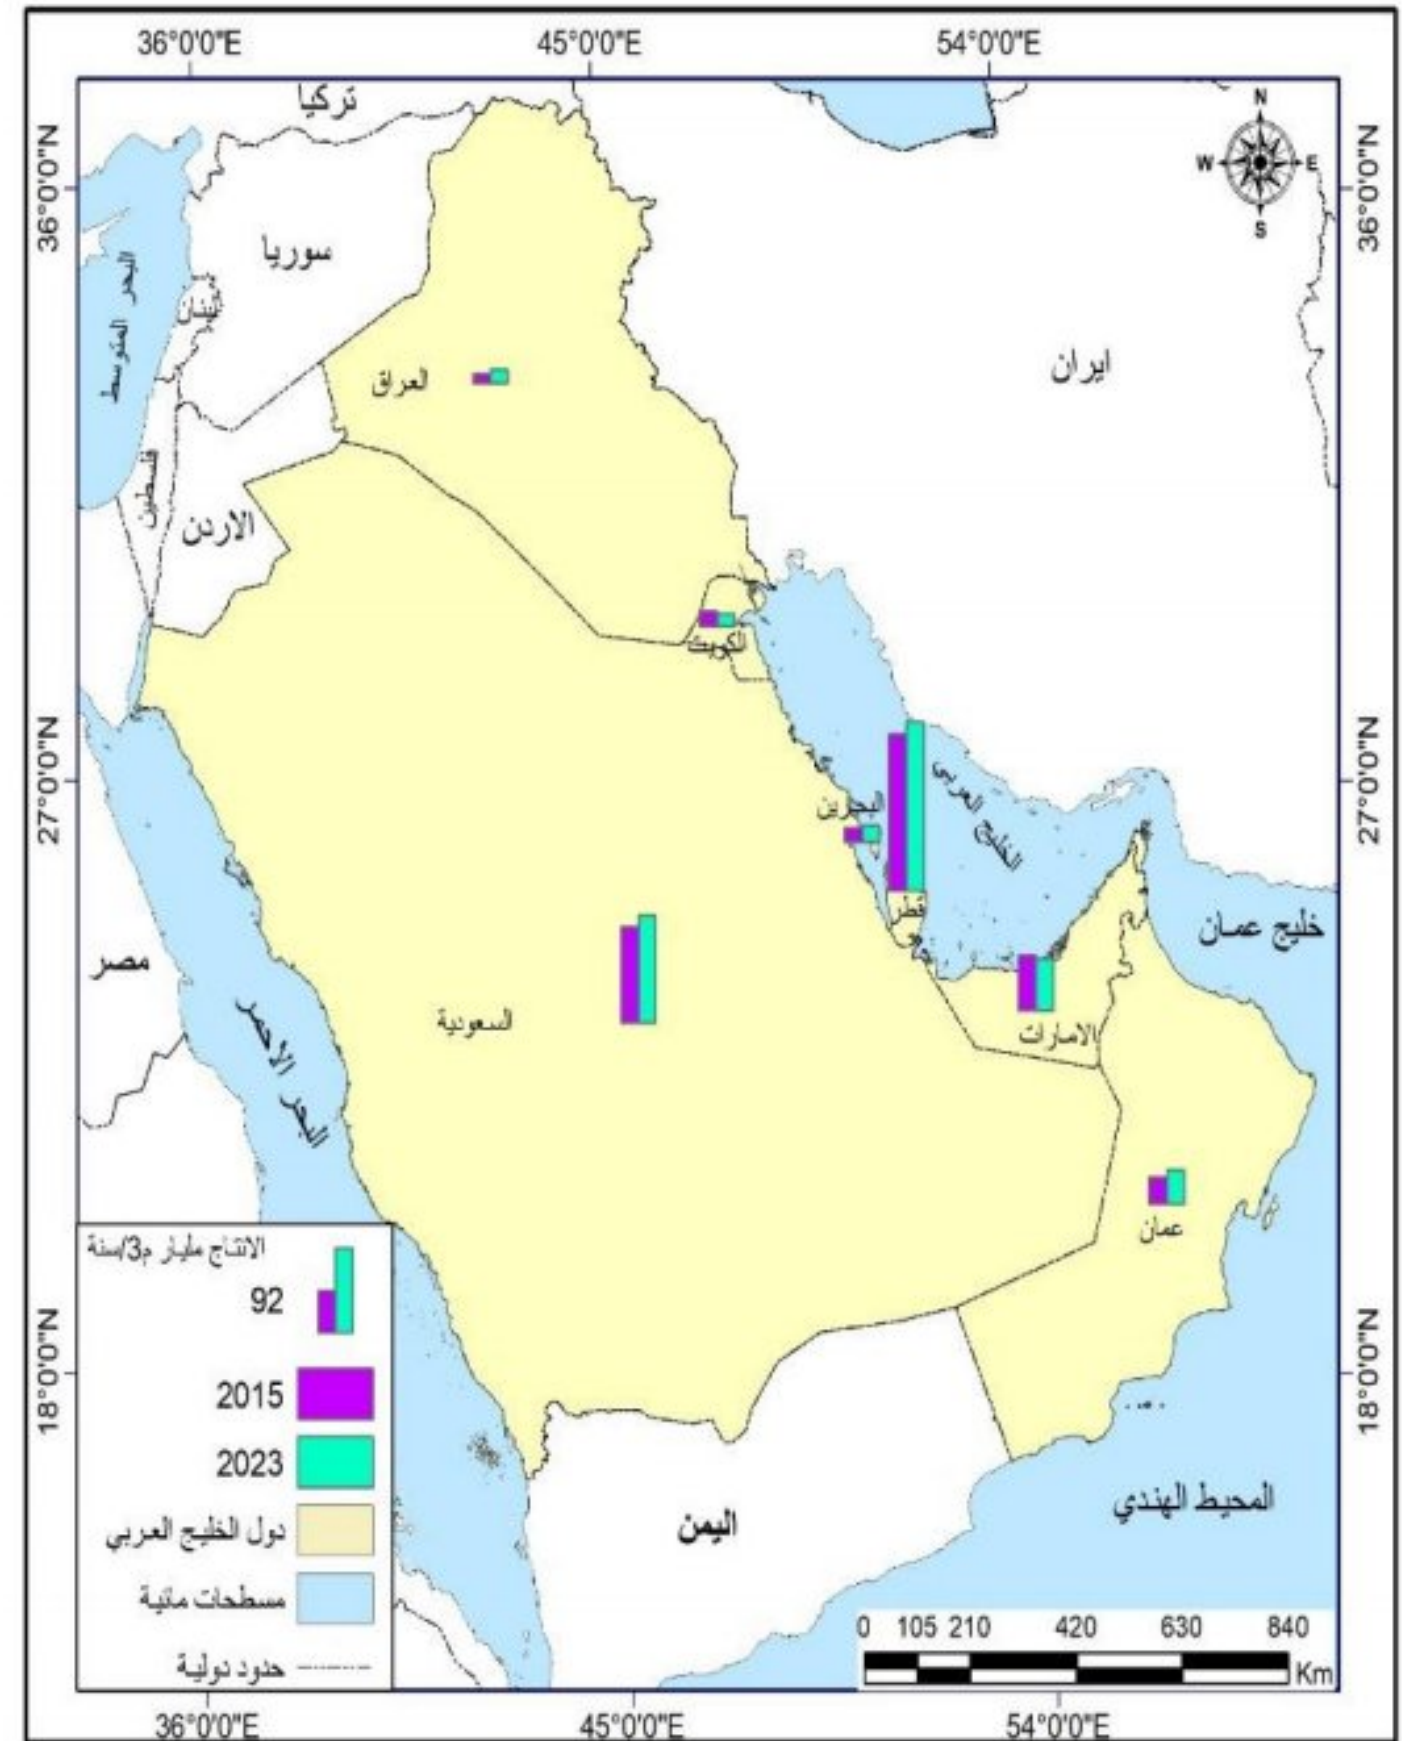 36°0'0"E 45°0'0"E 54°0'0"E
N
W E
S
36°0'0"N
36°0'0"N
27°0'0"N
27°0'0"N
18°0'0"N
18°0'0"N
تركيا
سوريا
لبنان
البحر المتوسط
فلسطين
الاردن
العراق
ايران
الكويت
البحرين
قطر
الخليج العربي
خليج عمان
الامارات
السعودية
مصر
البحر الأحمر
عمان
اليمن
المحيط الهندي
الانتاج مليار م3/سنة
92
2015
2023
دول الخليج العربي
مسطحات مائية
حدود دولية
0 105 210 420 630 840
Km
36°0'0"E 45°0'0"E 54°0'0"E